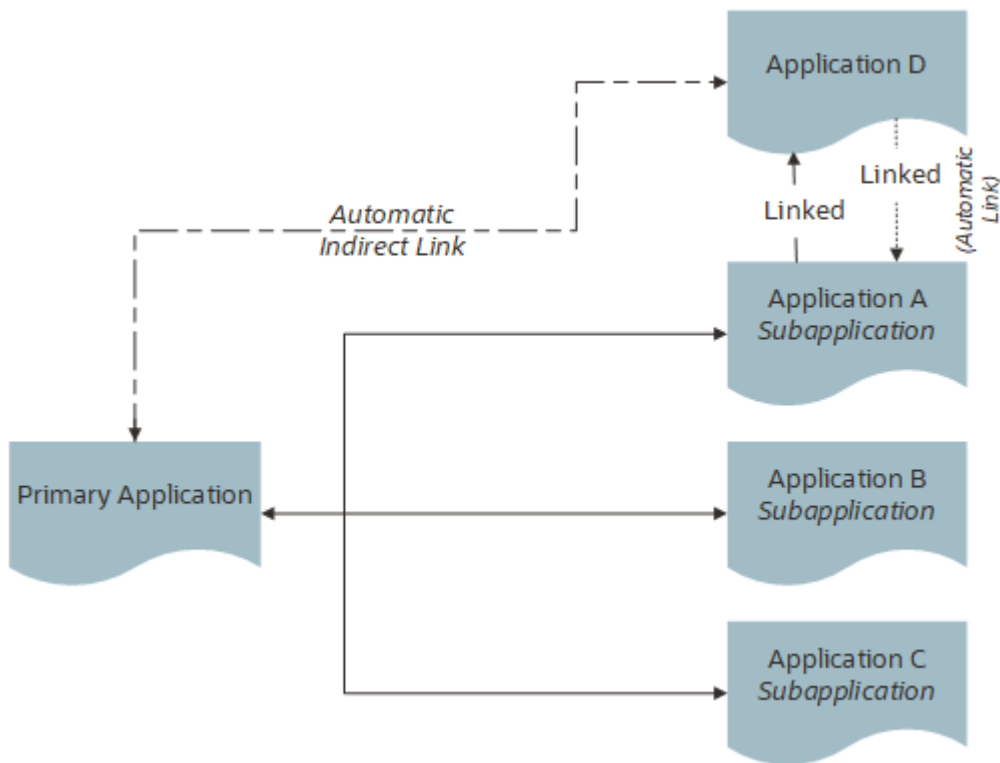 Application D
Linked
Linked
(Automatic
Link)
Automatic
Indirect Link
Application A
Subapplication
Primary Application
Application B
Subapplication
Application C
Subapplication